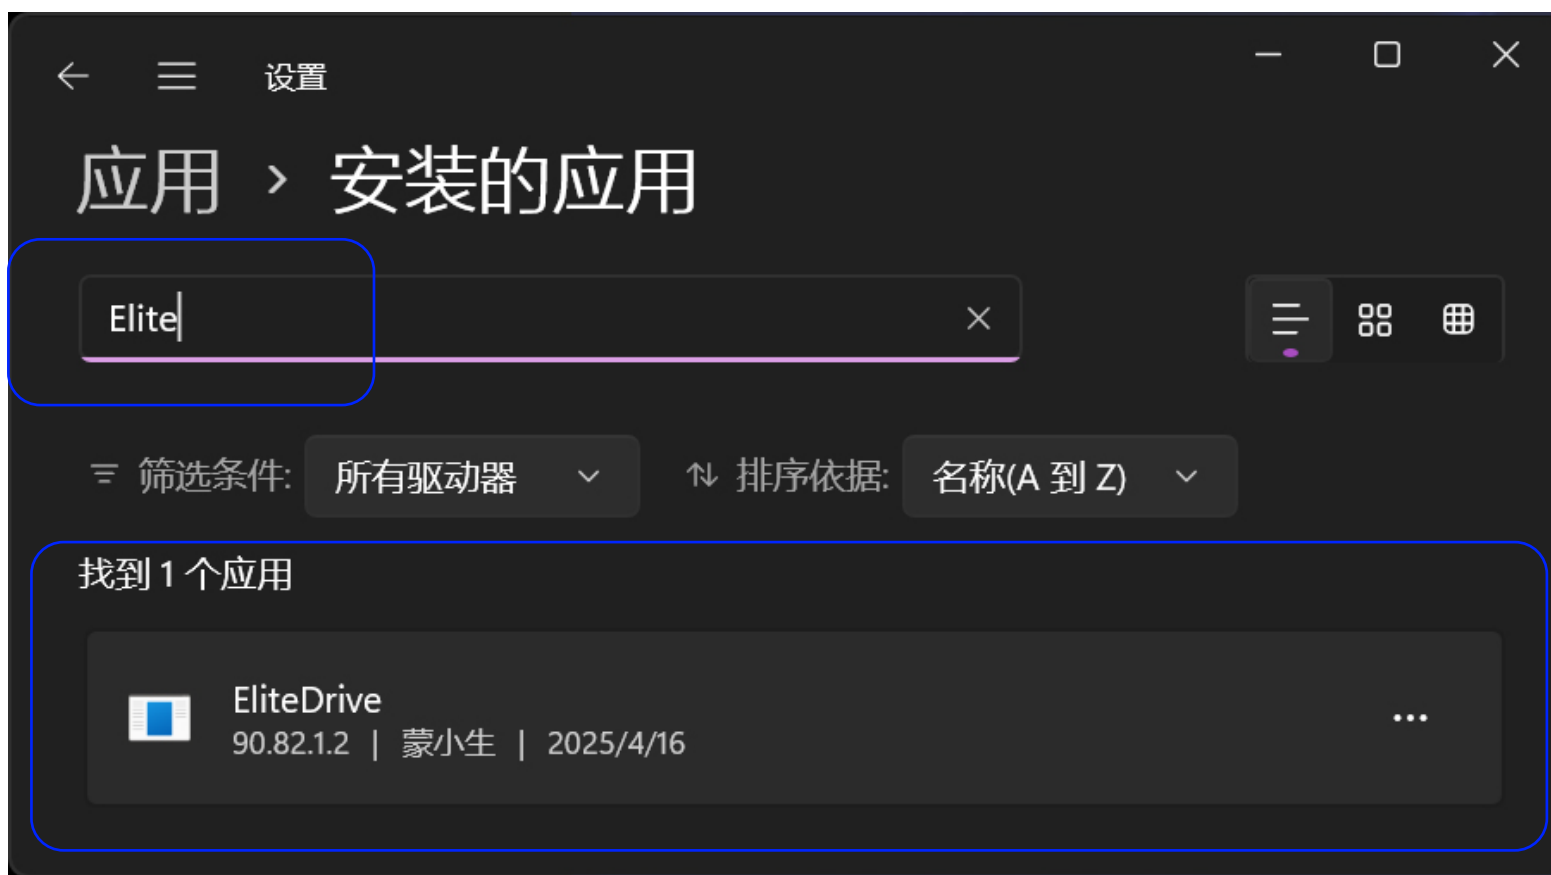 设置
应用 > 安装的应用
Elite
筛选条件: 所有驱动器 排序依据: 名称(A 到 Z)
找到 1 个应用
EliteDrive
90.82.1.2 | 蒙小生 | 2025/4/16